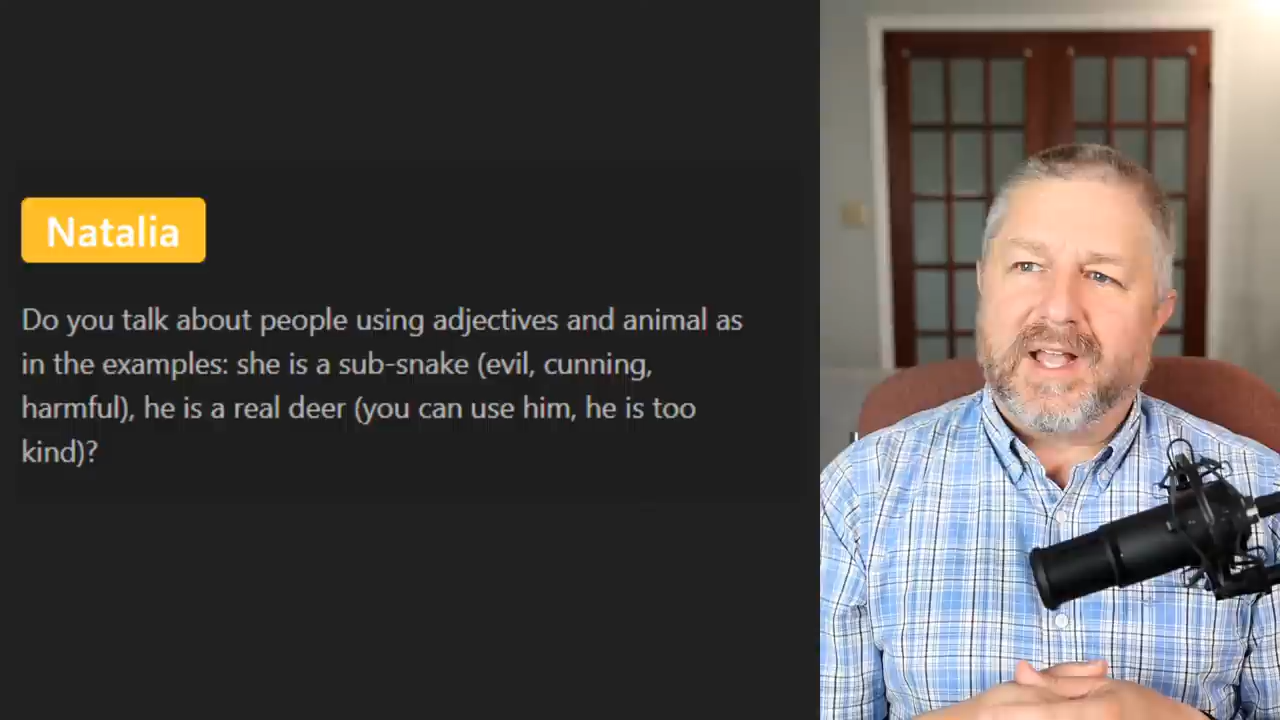 Natalia
Do you talk about people using adjectives and animal as
in the examples: she is a sub-snake (evil, cunning,
harmful), he is a real deer (you can use him, he is too
kind)?